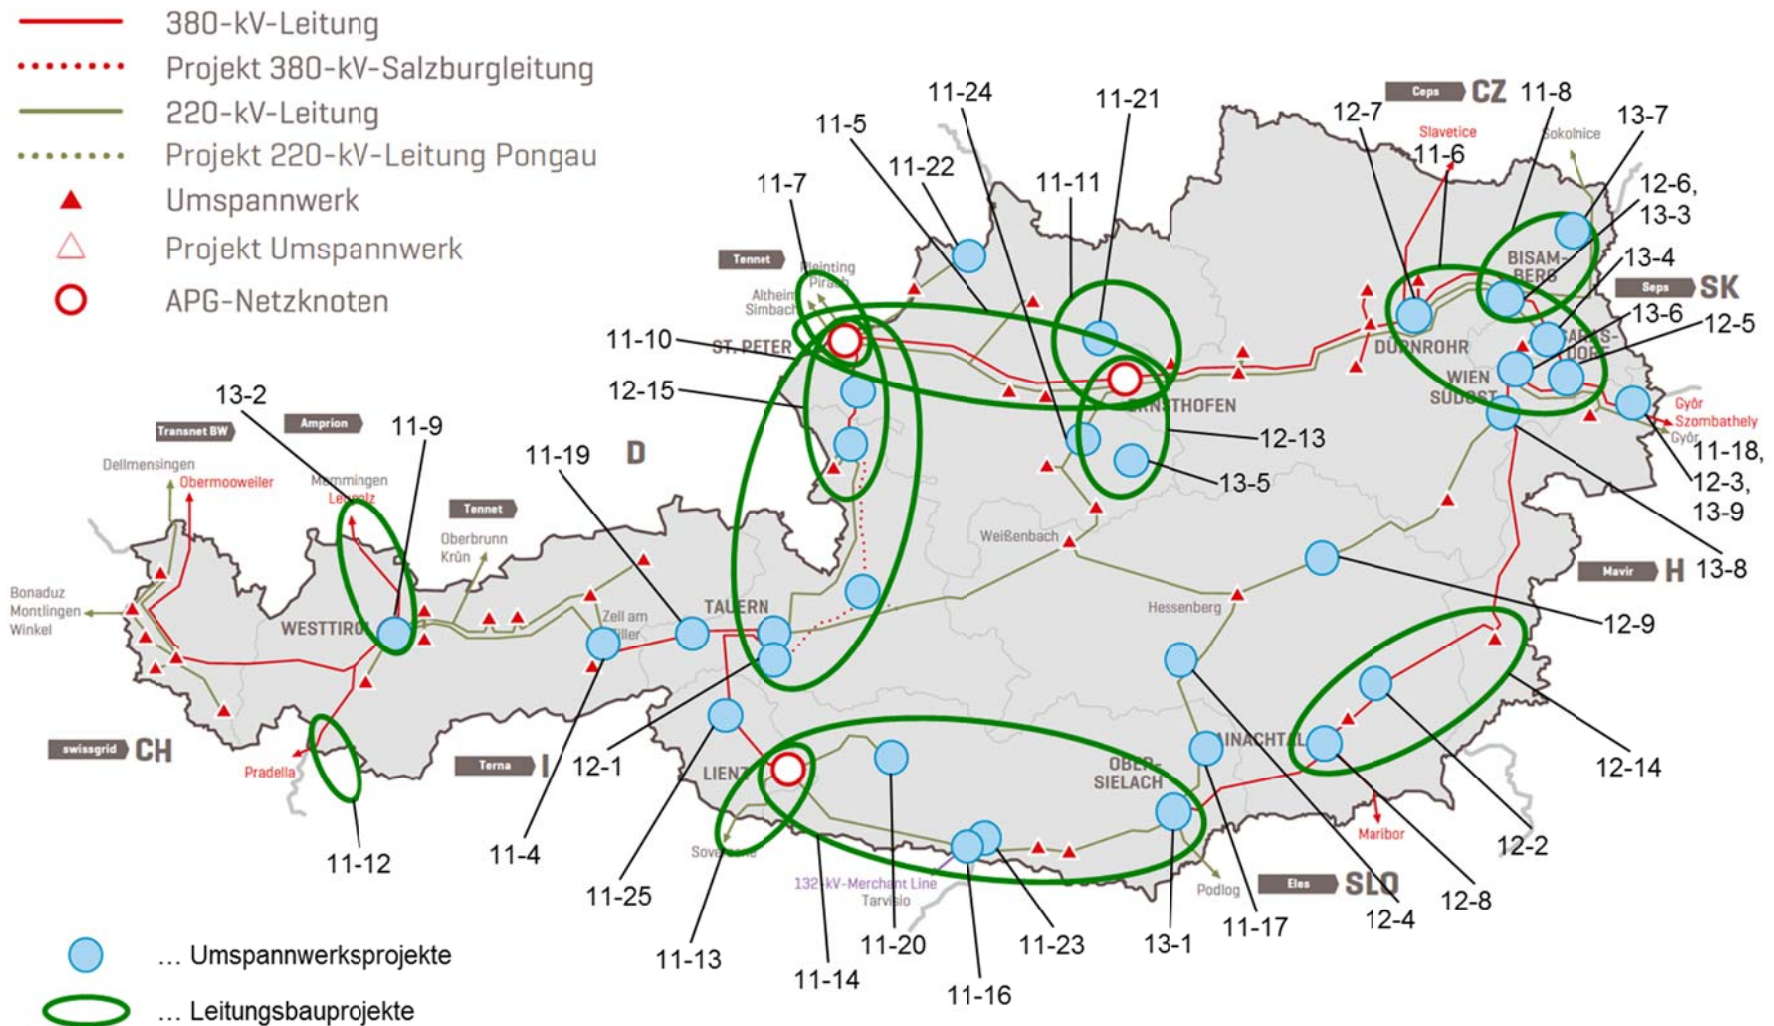 380-kV-Leitung
Projekt 380-kV-Salzburgleitung
220-kV-Leitung
Projekt 220-kV-Leitung Pongau
Umspannwerk
Projekt Umspannwerk
APG-Netzknoten
11-24
11-21
Ceps
CZ
11-8
12-7
13-7
11-5
Slavetice
Sokolnice
11-6
11-22
11-7
11-11
12-6,
13-3
Tennet
Pleinting
Pirach
BISAM-
BERG
13-4
Altheim
Simbach
Seps
SK
13-6
12-5
11-10
ST. PETER
DÜRNROHR
WIEN
SÜDOST
12-15
13-2
ERNSTHOFEN
Győr
Szombathely
Győr
Amprion
Transnet BW
11-9
12-13
11-18,
12-3,
13-9
11-19
D
Dellmensingen
Obermooweiler
Memmingen
13-5
Tennet
Oberbrunn
Krün
Weißenbach
Mavir
H
13-8
Bonaduz
Montlingen
Winkel
TAUERN
Hessenberg
WESTTIROL
Zell am
Ziller
12-9
swissgrid
CH
Pradella
Terna
I
12-1
LIENZ
OBER-
SIELACH
12-14
11-12
11-4
Soverzene
Maribor
12-2
132-kV-Merchant Line
Tarvisio
Podlog
Eles
SLO
11-25
12-8
12-4
11-17
11-13
11-20
11-23
13-1
11-14
11-16
... Umspannwerksprojekte
... Leitungsbauprojekte